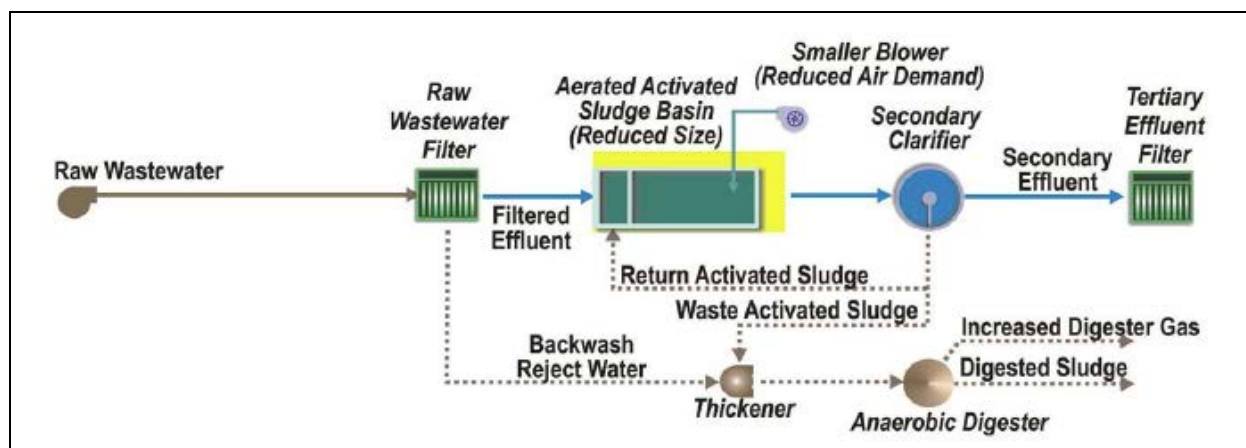 Smaller Blower
(Reduced Air Demand)
Aerated Activated
Sludge Basin
(Reduced Size)
Raw
Wastewater
Filter
Secondary
Clarifier
Tertiary
Effluent
Filter
Raw Wastewater
Secondary
Effluent
Filtered
Effluent
Return Activated Sludge
Waste Activated Sludge
Increased Digester Gas
Backwash
Reject Water
Digested Sludge
Thickener
Anaerobic Digester